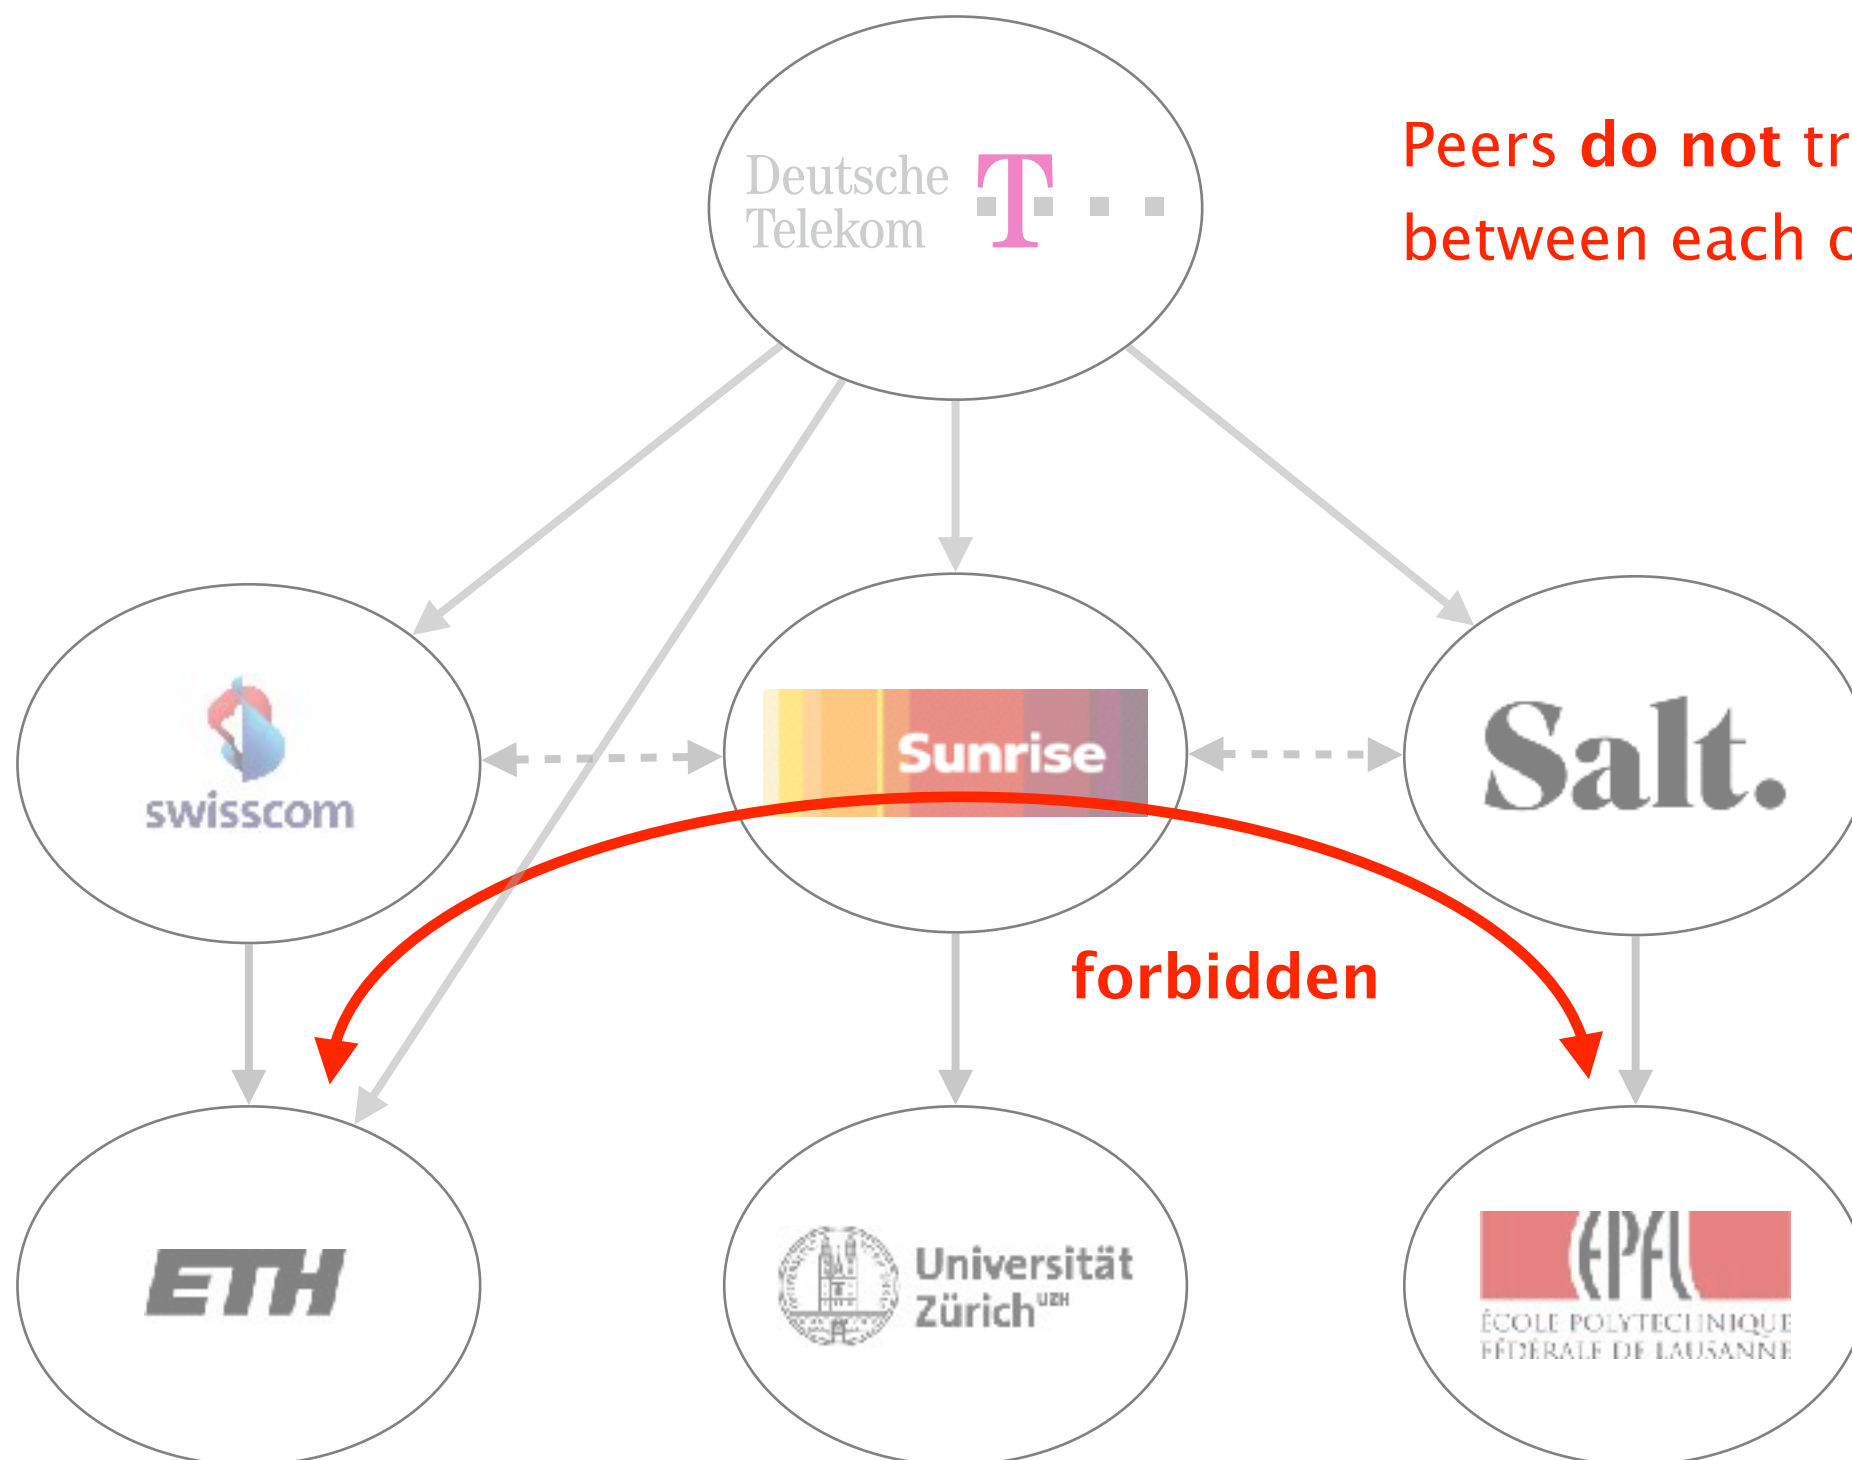 Deutsche
Telekom
Peers do not tr
between each o
swisscom
Sunrise
Salt.
forbidden
ETH
Universität
Zürich UZH
EPFL
ÉCOLE POLYTECHNIQUE
FÉDÉRALE DE LAUSANNE